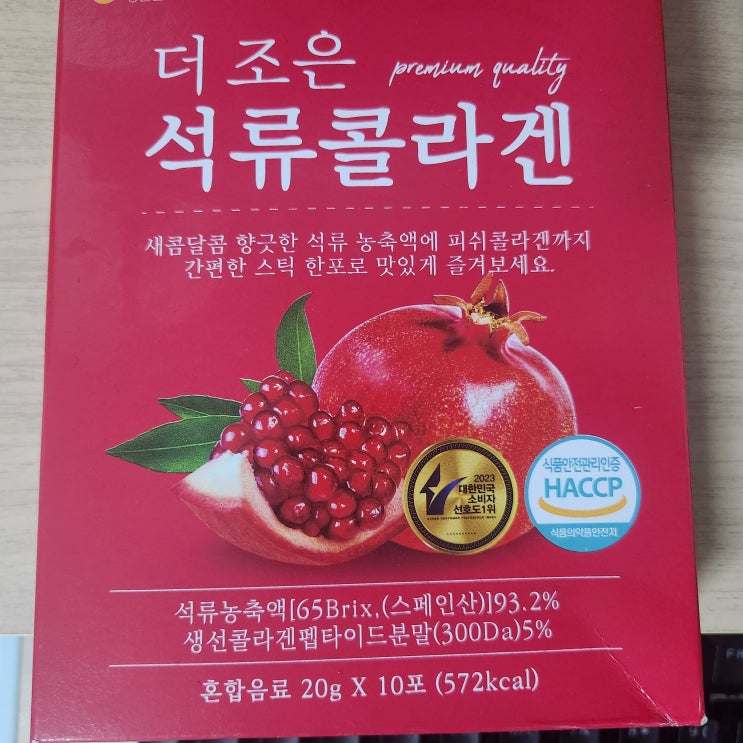 더 조은 premium quality
석류콜라겐
새콤달콤 향긋한 석류 농축액에 피쉬콜라겐까지
간편한 스틱 한포로 맛있게 즐겨보세요.
2023
대한민국
소비자
선호도1위
식품안전관리인증
HACCP
식품의약품안전처
석류농축액[65Brix,(스페인산)]93.2%
생선콜라겐펩타이드분말(300Da)5%
혼합음료 20g X 10포 (572kcal)